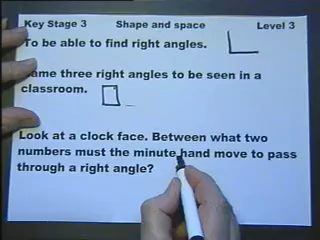 Key Stage 3 Shape and space Level 3
To be able to find right angles.
ame three right angles to be seen in a
classroom.
Look at a clock face. Between what two
numbers must the minute hand move to pass
through a right angle?